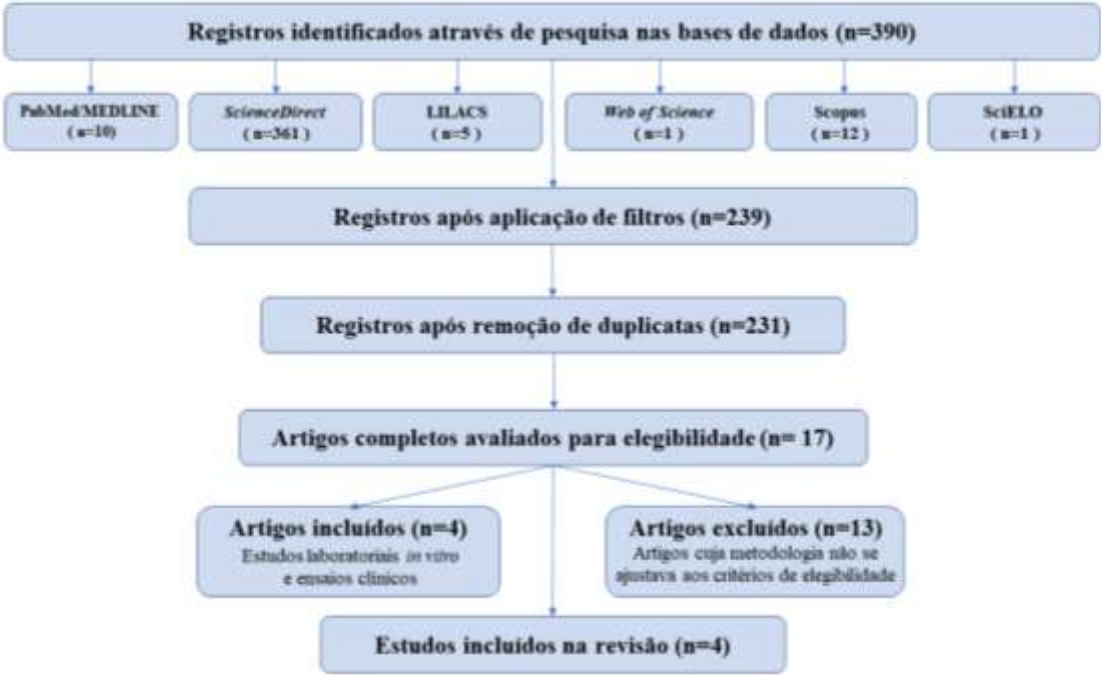 Registros identificados através de pesquisa nas bases de dados (n=390)
PubMed/MEDLINE
( n=10)
ScienceDirect
( n=361 )
LILACS
( n=5 )
Web of Science
( n=1 )
Scopus
( n=12 )
SciELO
( n=1 )
Registros após aplicação de filtros (n=239)
Registros após remoção de duplicatas (n=231)
Artigos completos avaliados para elegibilidade (n= 17)
Artigos incluídos (n=4)
Estudos laboratoriais in vitro
e ensaios clínicos
Artigos excluídos (n=13)
Artigos cuja metodologia não se
ajustava aos critérios de elegibilidade
Estudos incluídos na revisão (n=4)